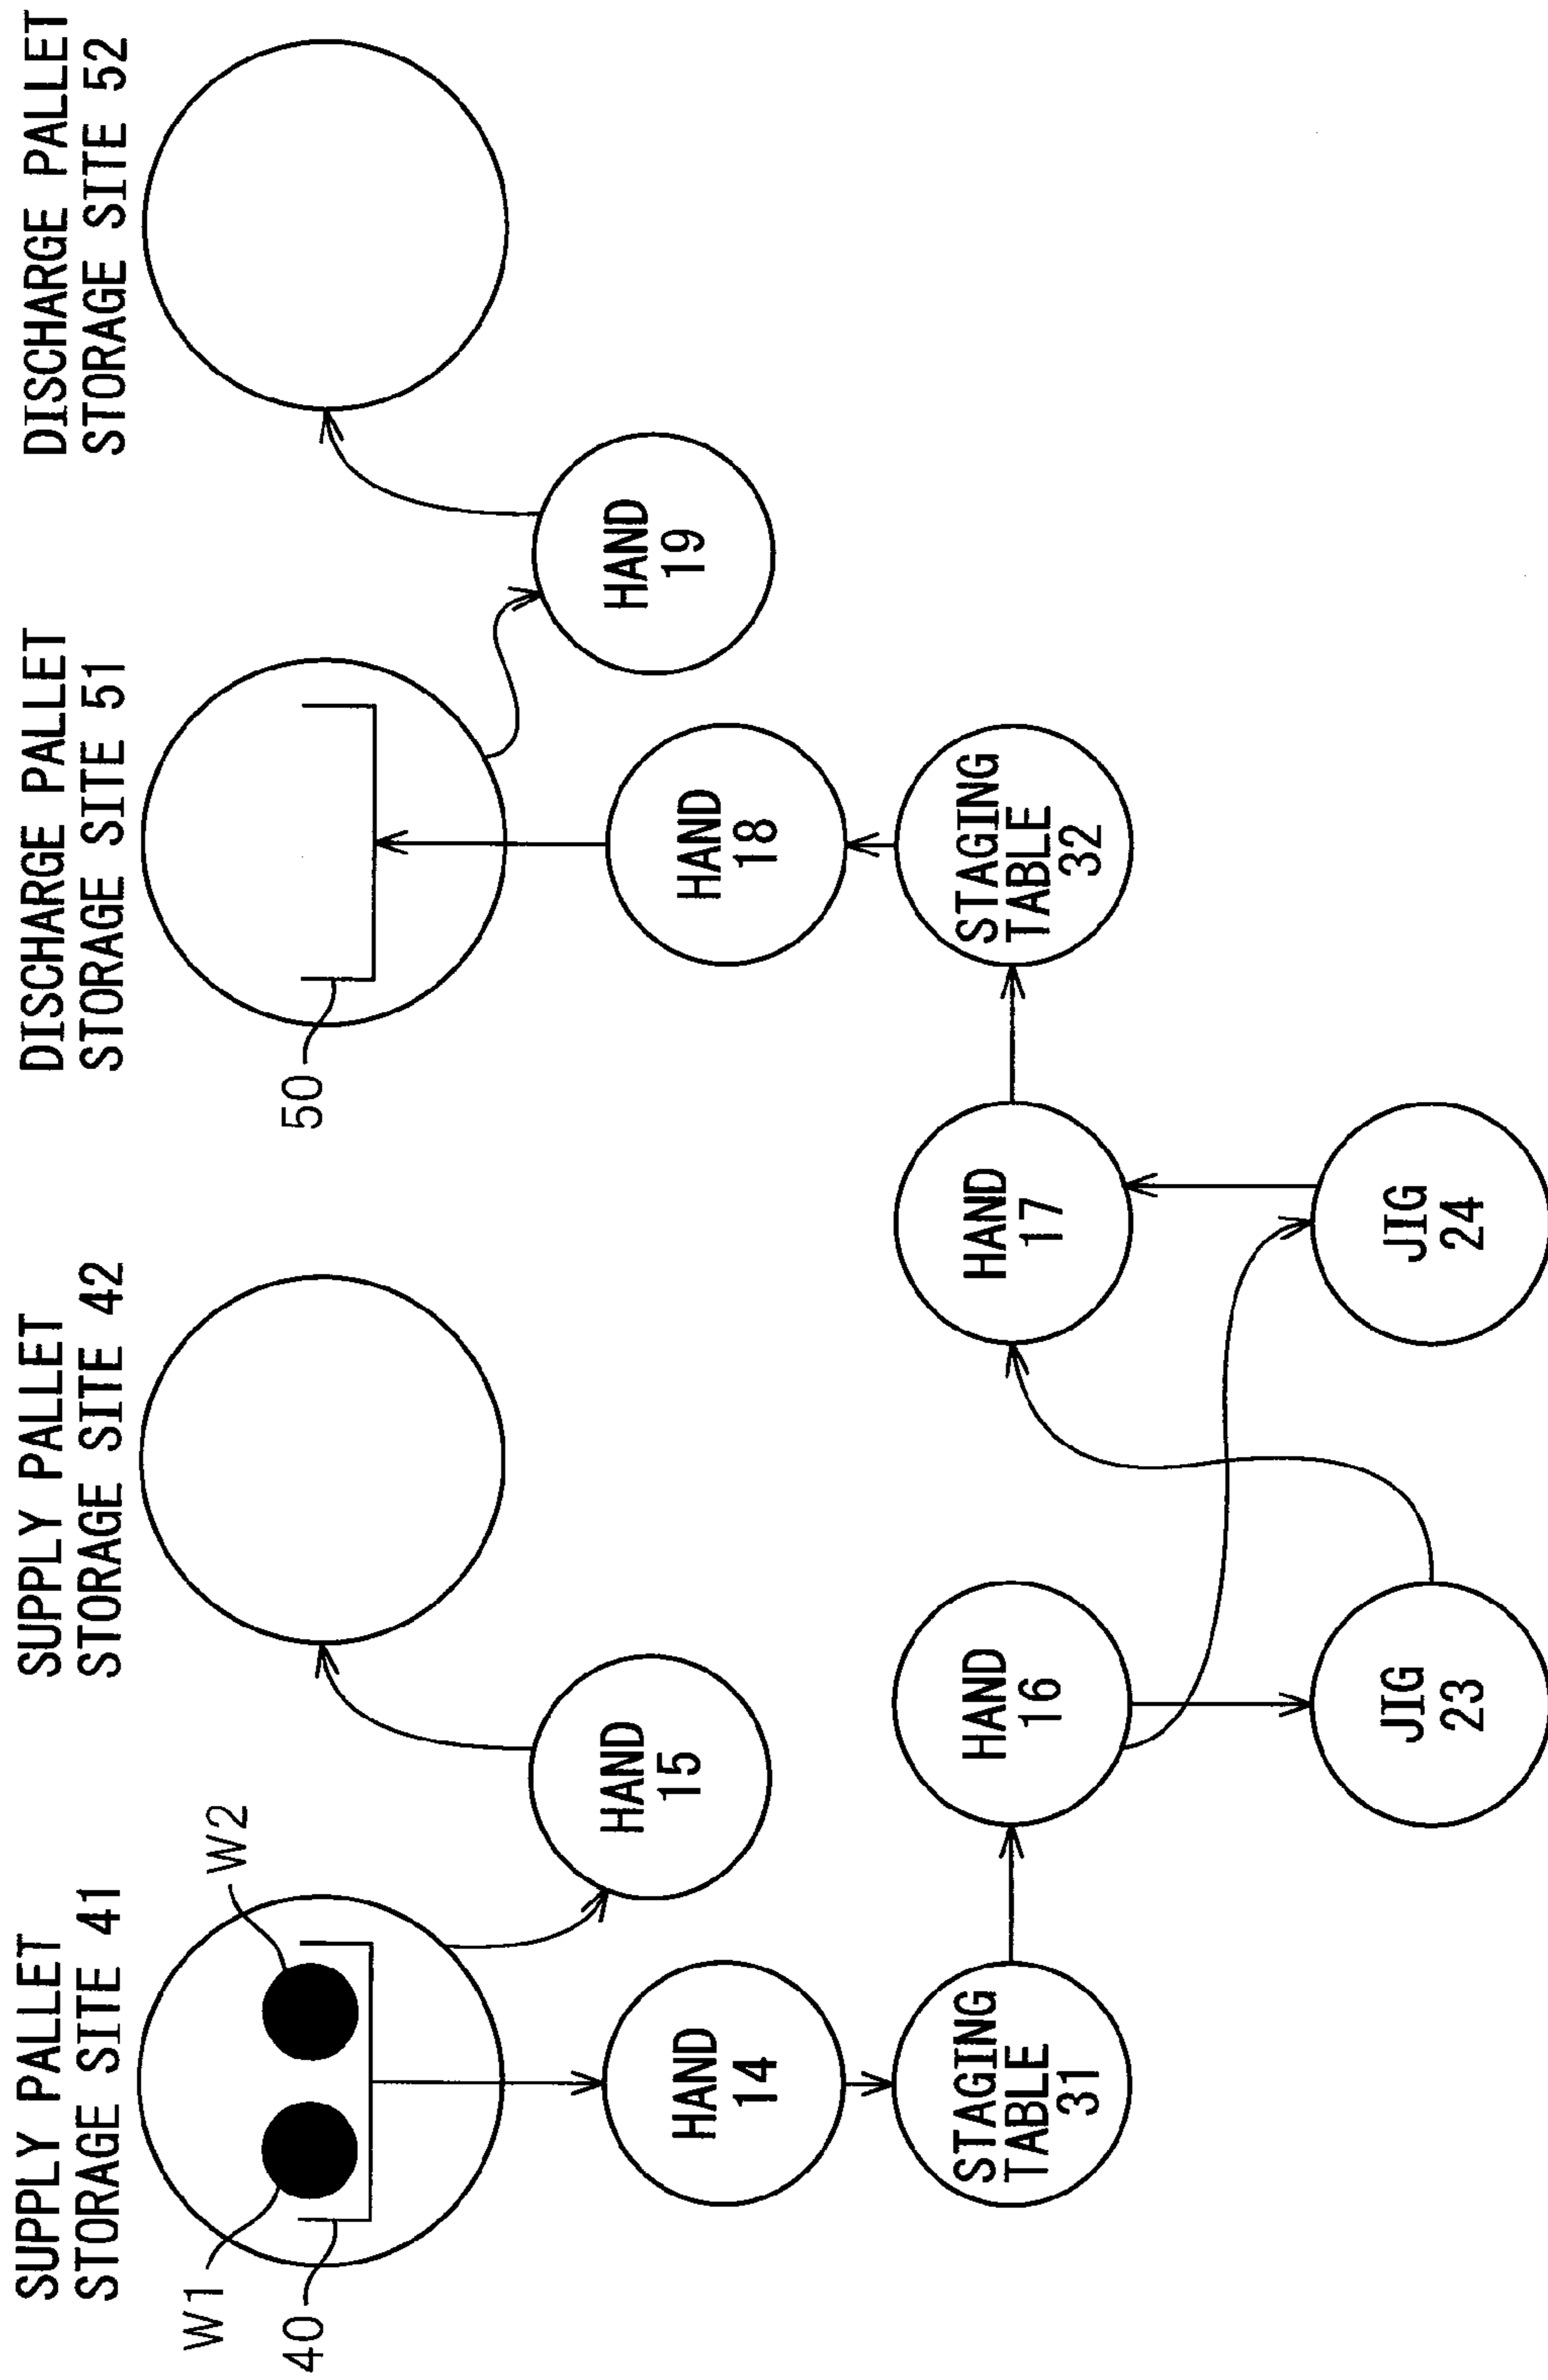 SUPPLY PALLET
STORAGE SITE 41
SUPPLY PALLET
STORAGE SITE 42
DISCHARGE PALLET
STORAGE SITE 51
DISCHARGE PALLET
STORAGE SITE 52
W1
W2
40
50
HAND
14
HAND
15
HAND
18
HAND
19
STAGING
TABLE
31
HAND
16
HAND
17
STAGING
TABLE
32
JIG
23
JIG
24